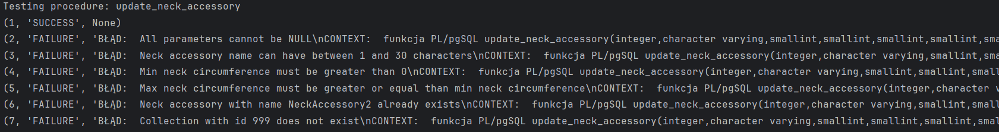 Testing procedure: update_neck_accessory
(1, 'SUCCESS', None)
(2, 'FAILURE', 'BŁĄD:  All parameters cannot be NULL\nCONTEXT:  funkcja PL/pgSQL update_neck_accessory(integer,character varying,smallint,smallint,smallint,smallint,sma
(3, 'FAILURE', 'BŁĄD:  Neck accessory name can have between 1 and 30 characters\nCONTEXT:  funkcja PL/pgSQL update_neck_accessory(integer,character varying,smallint,sma
(4, 'FAILURE', 'BŁĄD:  Min neck circumference must be greater than 0\nCONTEXT:  funkcja PL/pgSQL update_neck_accessory(integer,character varying,smallint,smallint,small
(5, 'FAILURE', 'BŁĄD:  Max neck circumference must be greater or equal than min neck circumference\nCONTEXT:  funkcja PL/pgSQL update_neck_accessory(integer,character v
(6, 'FAILURE', 'BŁĄD:  Neck accessory with name NeckAccessory2 already exists\nCONTEXT:  funkcja PL/pgSQL update_neck_accessory(integer,character varying,smallint,small
(7, 'FAILURE', 'BŁĄD:  Collection with id 999 does not exist\nCONTEXT:  funkcja PL/pgSQL update_neck_accessory(integer,character varying,smallint,smallint,smallint,smal